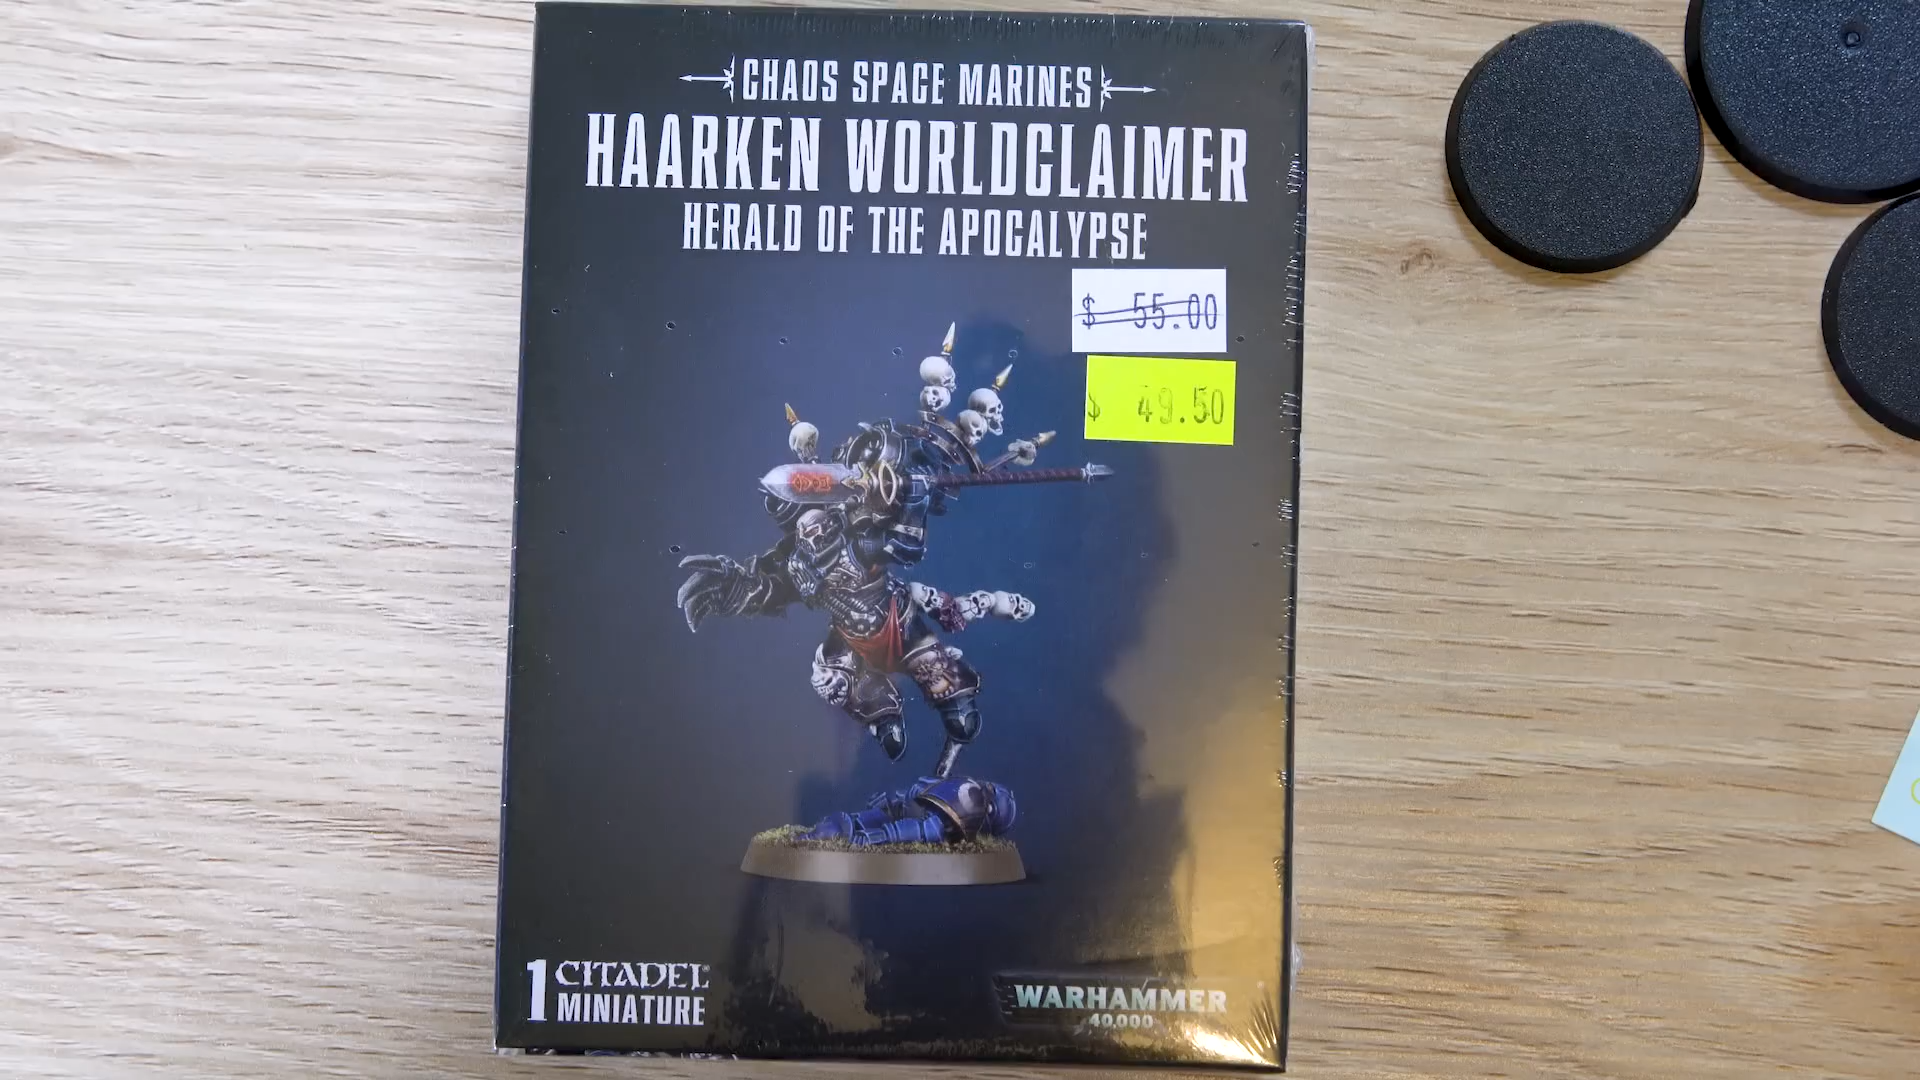 CHAOS SPACE MARINES
HAARKEN WORLDCLAIMER
HERALD OF THE APOCALYPSE
$ 55.00
$ 49.50
1 CITADEL
MINIATURE
WARHAMMER
40,000